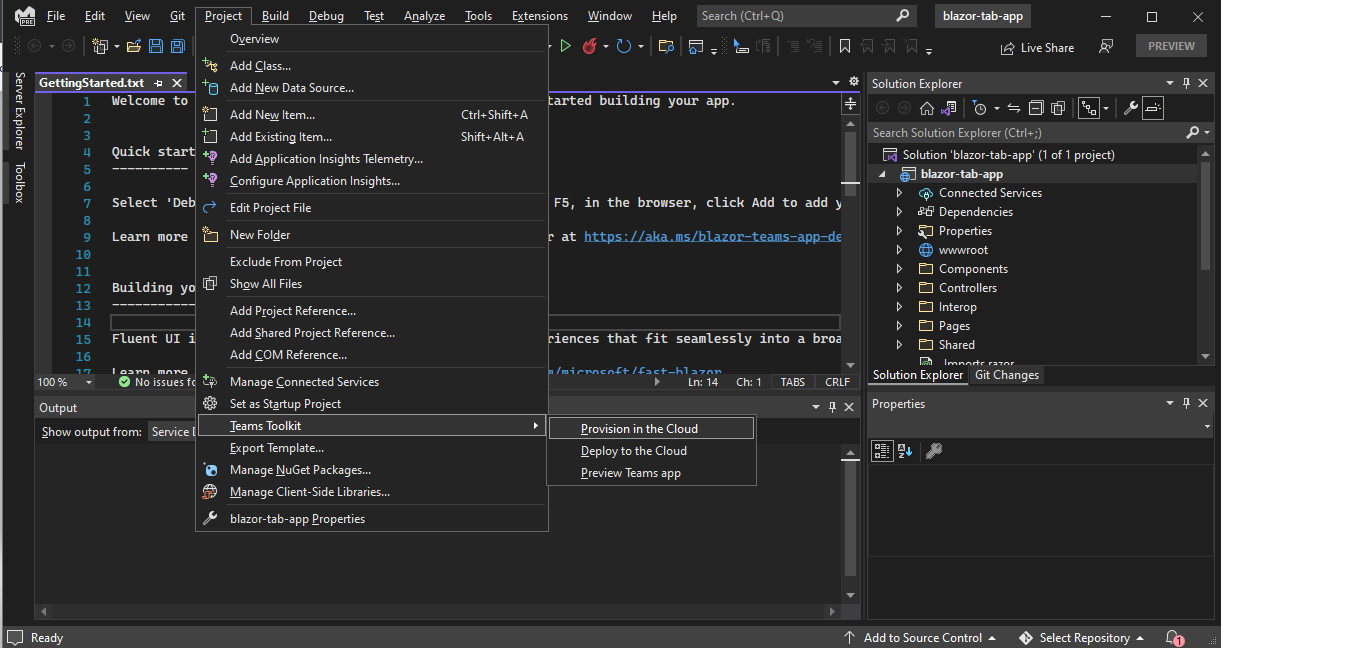 PRE
File Edit View Git Project Build Debug Test Analyze Tools Extensions Window Help
Search (Ctrl+Q)
blazor-tab-app
Live Share
PREVIEW
Server Explorer
Toolbox
GettingStarted.txt
1 Welcome to
tarted building your app.
2
3
4 Quick start
5 ----------
6
7 Select 'Deb
F5, in the browser, click Add to add y
8
9 Learn more
r at https://aka.ms/blazor-teams-app-de
10
11
12 Building yo
13 -----------
14
15 Fluent UI i
riences that fit seamlessly into a broa
16
17 Learn more
m/microsoft/fast-blazor
100 %
No issues fo
Ln: 14 Ch: 1 TABS CRLF
Overview
Add Class...
Add New Data Source...
Add New Item... Ctrl+Shift+A
Add Existing Item... Shift+Alt+A
Add Application Insights Telemetry...
Configure Application Insights...
Edit Project File
New Folder
Exclude From Project
Show All Files
Add Project Reference...
Add Shared Project Reference...
Add COM Reference...
Manage Connected Services
Set as Startup Project
Teams Toolkit
Export Template...
Manage NuGet Packages...
Manage Client-Side Libraries...
blazor-tab-app Properties
Provision in the Cloud
Deploy to the Cloud
Preview Teams app
Output
Show output from: Service D
Solution Explorer
Search Solution Explorer (Ctrl+;)
Solution 'blazor-tab-app' (1 of 1 project)
blazor-tab-app
Connected Services
Dependencies
Properties
wwwroot
Components
Controllers
Interop
Pages
Shared
_Imports.razor
Solution Explorer Git Changes
Properties
Ready
Add to Source Control
Select Repository
1